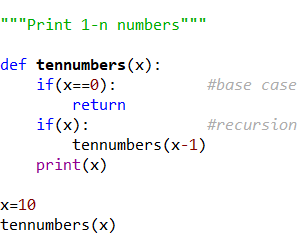 """Print 1-n numbers"""
def tennumbers(x):
    if(x==0):            #base case
        return
    if(x):               #recursion
        tennumbers(x-1)
    print(x)
x=10
tennumbers(x)